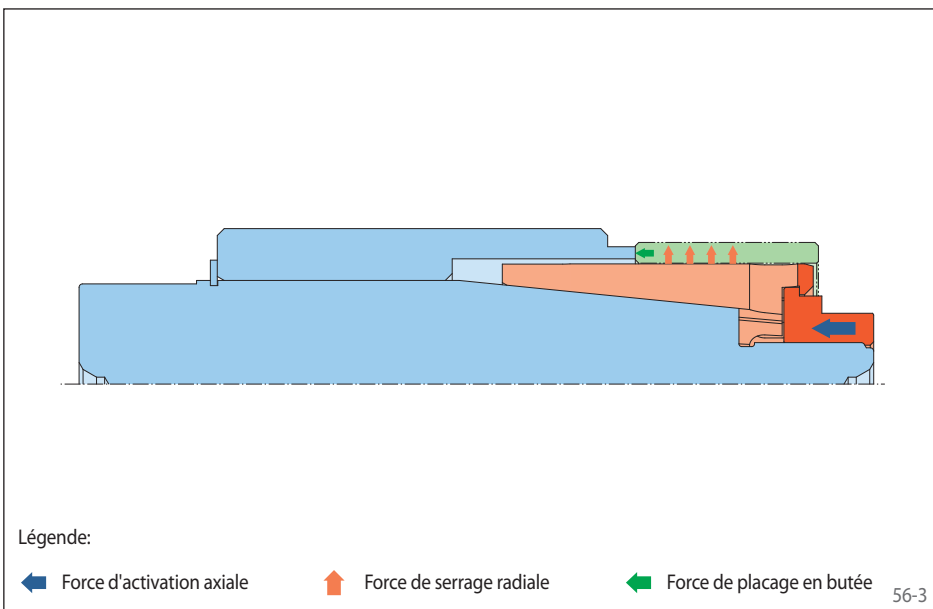 Légende:
Force d'activation axiale
Force de serrage radiale
Force de placage en butée
56-3